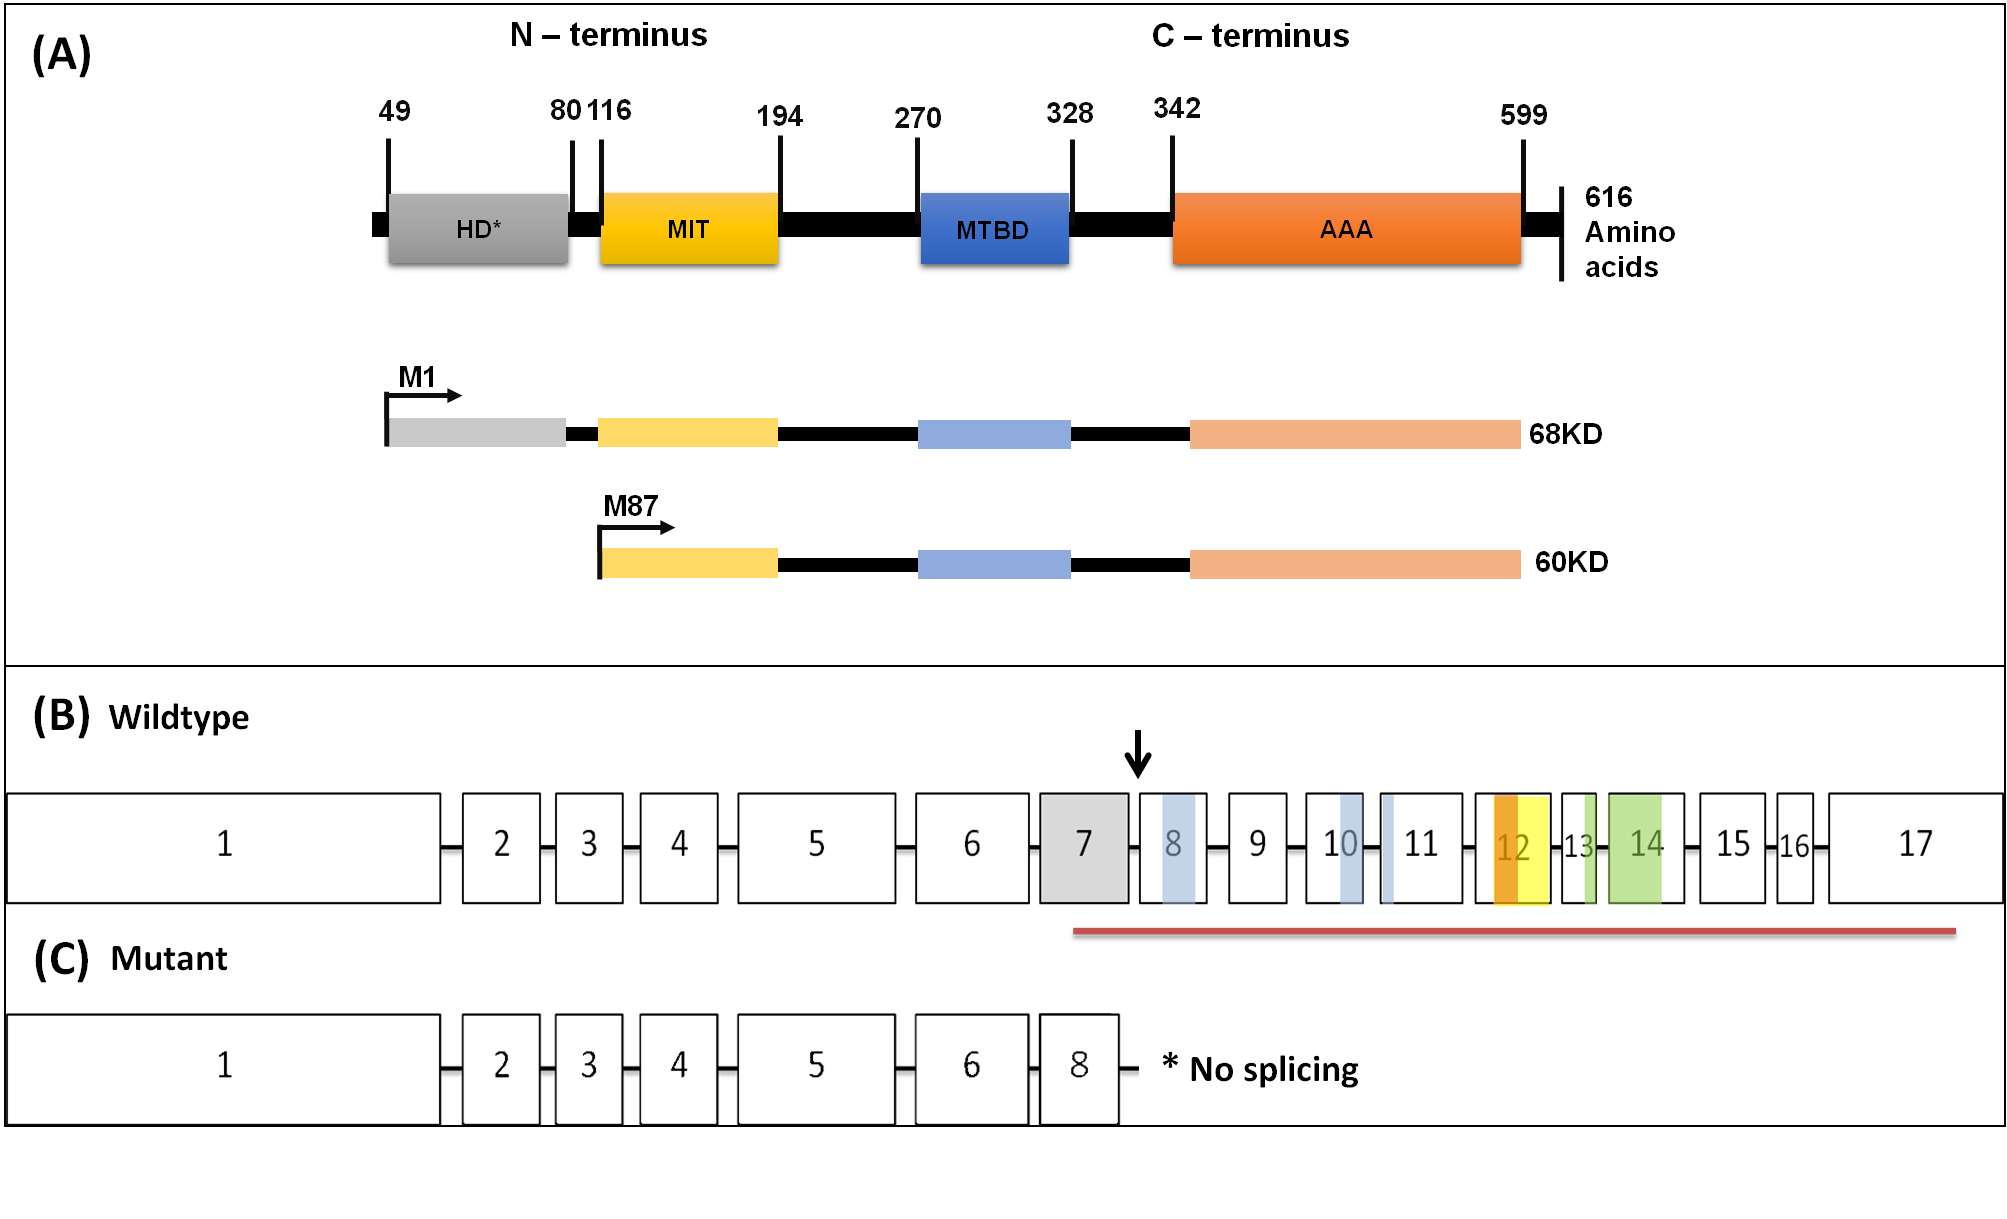 (A)
N – terminus
C – terminus
49
80
116
194
270
328
342
599
HD*
MIT
MTBD
AAA
616
Amino
acids
M1
68KD
M87
60KD
(B) Wildtype
1 2 3 4 5 6 7 8 9 10 11 12 13 14 15 16 17
(C) Mutant
1 2 3 4 5 6 8 * No splicing